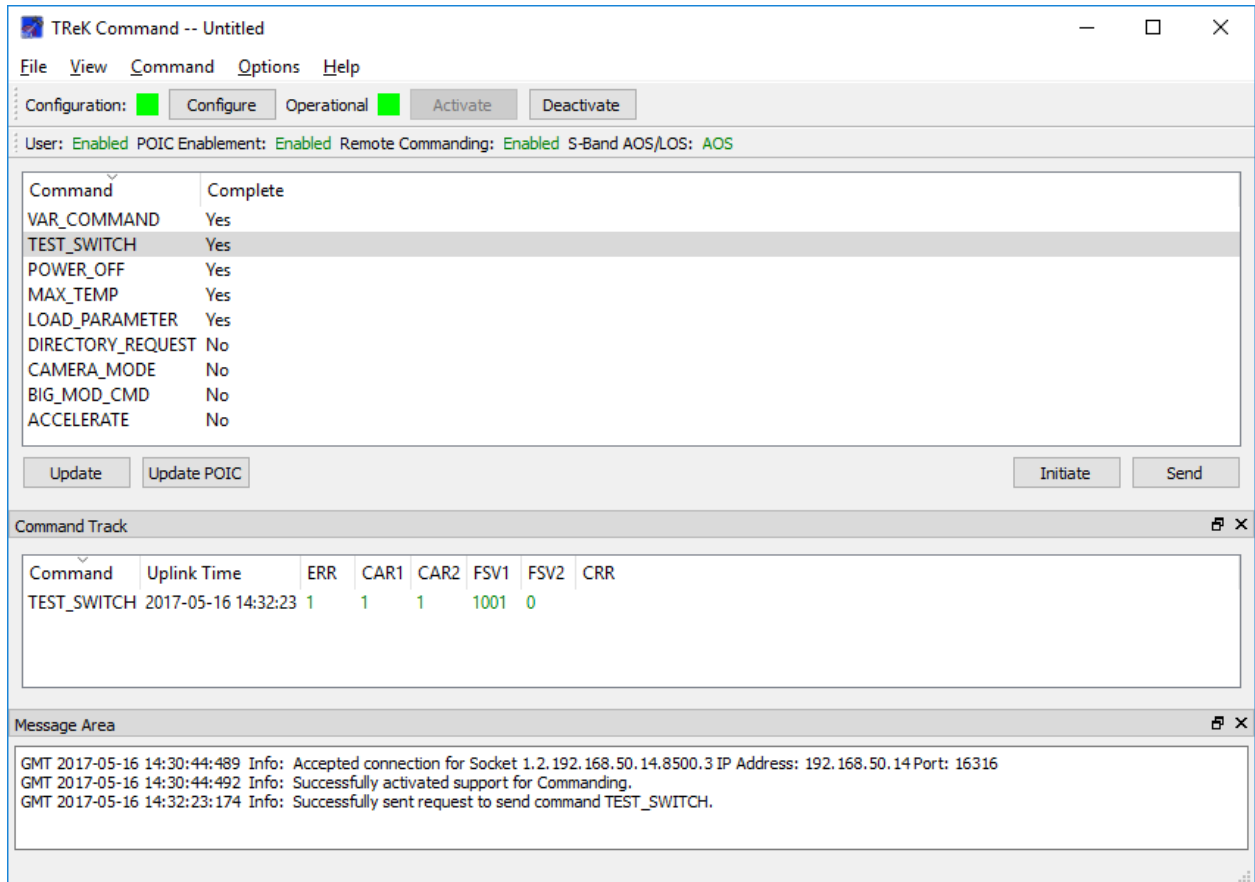 TReK Command -- Untitled
File View Command Options Help
Configuration: Configure Operational Activate Deactivate
User: Enabled POIC Enablement: Enabled Remote Commanding: Enabled S-Band AOS/LOS: AOS
Command Complete
VAR_COMMAND Yes
TEST_SWITCH Yes
POWER_OFF Yes
MAX_TEMP Yes
LOAD_PARAMETER Yes
DIRECTORY_REQUEST No
CAMERA_MODE No
BIG_MOD_CMD No
ACCELERATE No
Update Update POIC Initiate Send
Command Track
Command Uplink Time ERR CAR1 CAR2 FSV1 FSV2 CRR
TEST_SWITCH 2017-05-16 14:32:23 1 1 1 1001 0
Message Area
GMT 2017-05-16 14:30:44:489 Info: Accepted connection for Socket 1.2.192.168.50.14.8500.3 IP Address: 192.168.50.14 Port: 16316
GMT 2017-05-16 14:30:44:492 Info: Successfully activated support for Commanding.
GMT 2017-05-16 14:32:23:174 Info: Successfully sent request to send command TEST_SWITCH.